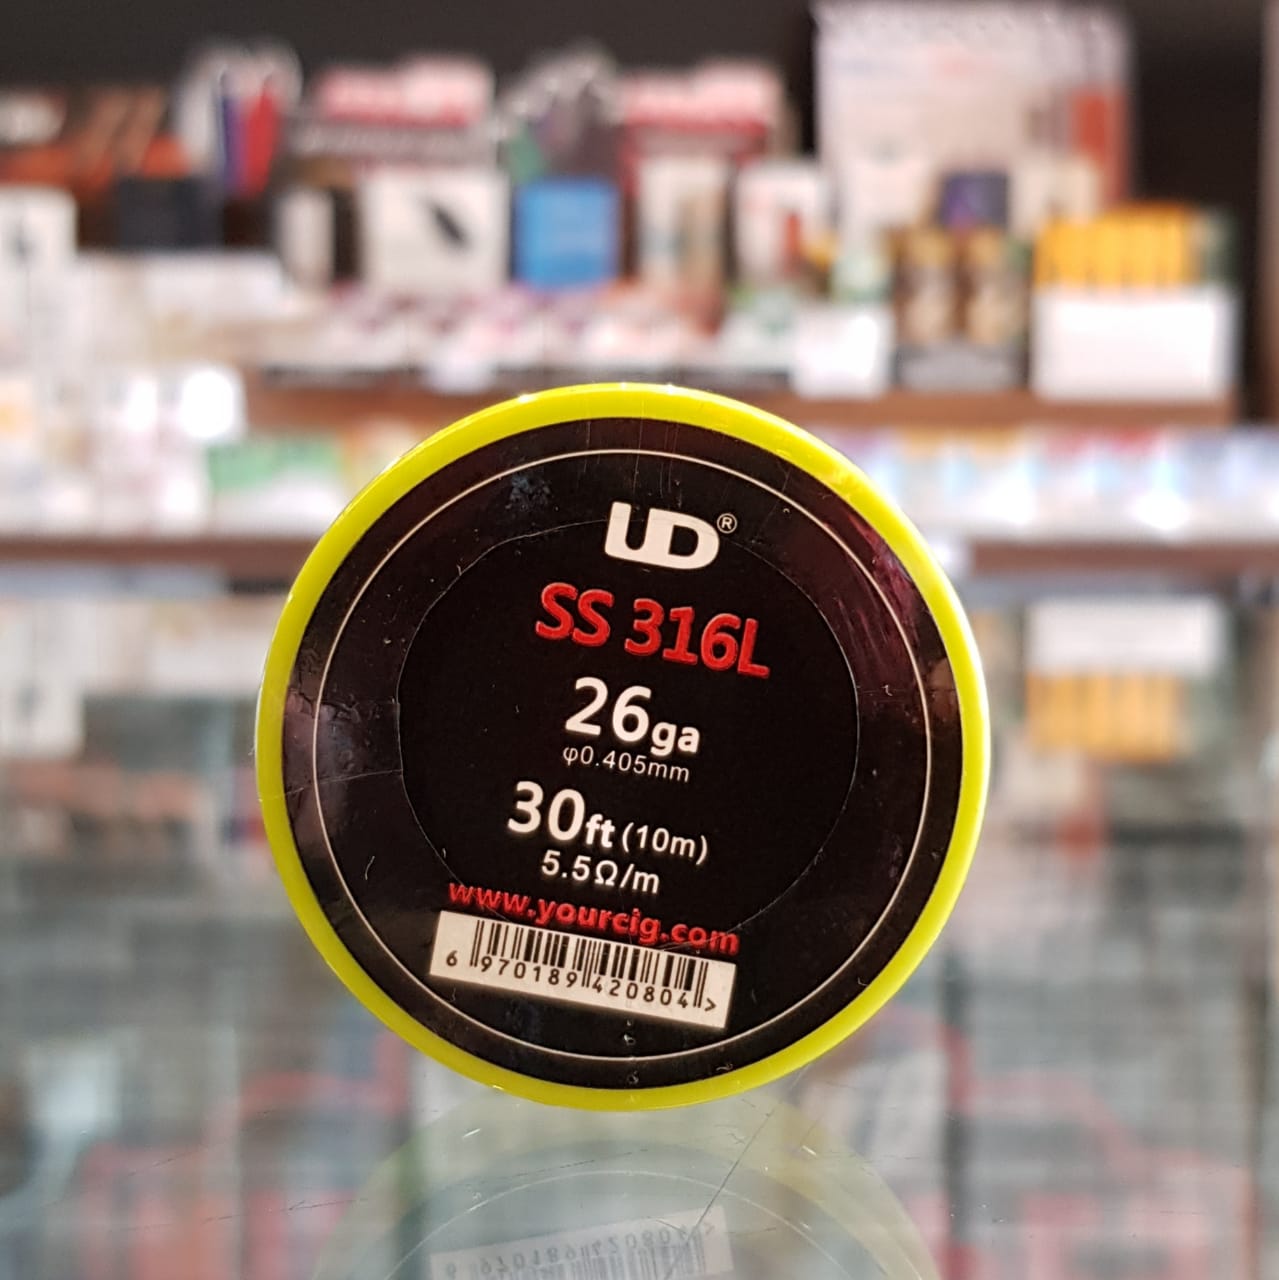 UD®
SS 316L
26ga
φ0.405mm
30ft (10m)
5.5Ω/m
www.yourcig.com
6 970189 420804 >